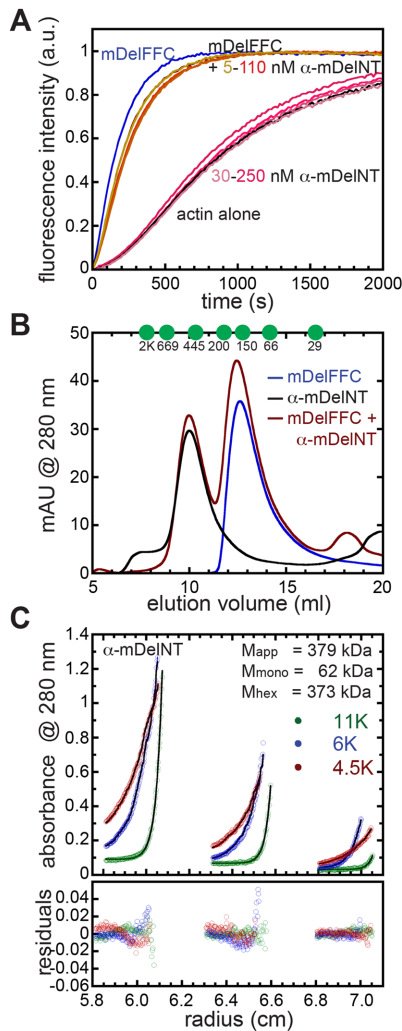 A
fluorescence intensity (a.u.)
1
0.8
0.6
0.4
0.2
0
mDelFFC
mDelFFC
+ 5-110 nM α-mDelNT
30-250 nM α-mDelNT
actin alone
0 500 1000 1500 2000
time (s)
B
mAU @ 280 nm
50
40
30
20
10
0
2K 669 445 200 150 66 29
mDelFFC
α-mDelNT
mDelFFC +
α-mDelNT
5 10 15 20
elution volume (ml)
C
absorbance @ 280 nm
1.4
1.2
1.0
0.8
0.6
0.4
0.2
0
α-mDelNT
Mapp = 379 kDa
Mmono = 62 kDa
Mhex = 373 kDa
11K
6K
4.5K
residuals
0.04
0.02
0
-0.02
-0.04
-0.06
5.8 6.0 6.2 6.4 6.6 6.8 7.0
radius (cm)